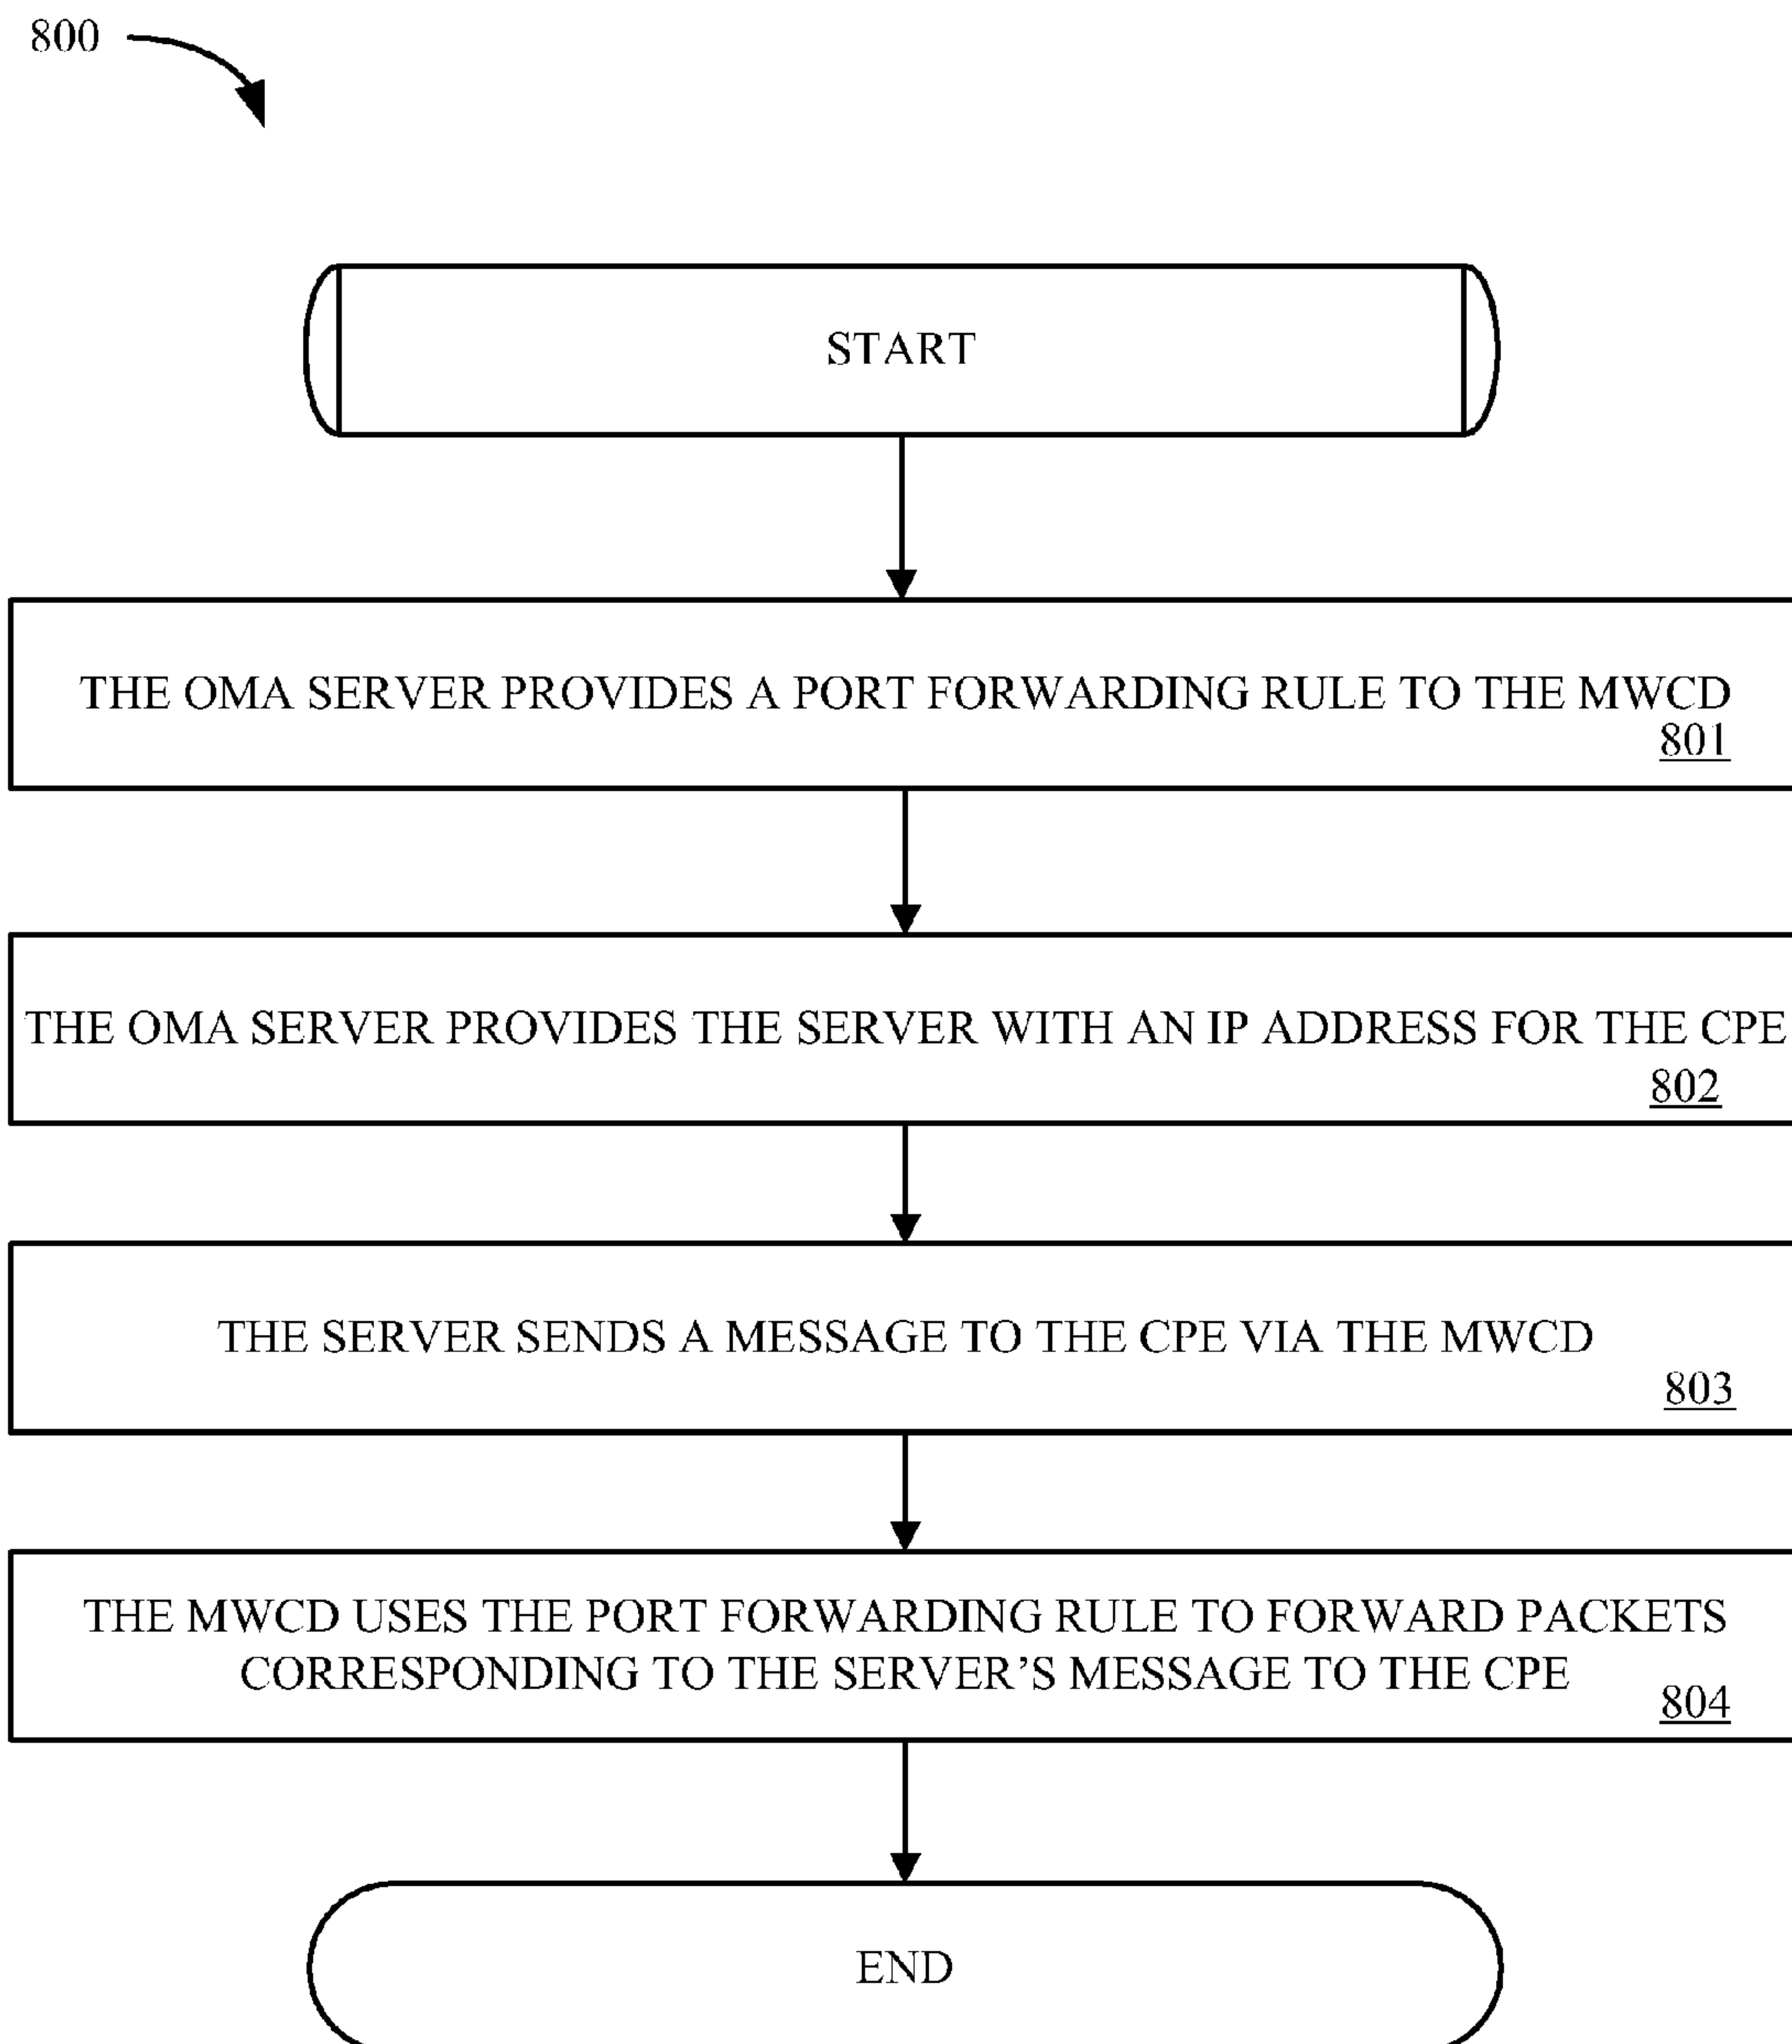 800
START
THE OMA SERVER PROVIDES A PORT FORWARDING RULE TO THE MWCD
801
THE OMA SERVER PROVIDES THE SERVER WITH AN IP ADDRESS FOR THE CPE
802
THE SERVER SENDS A MESSAGE TO THE CPE VIA THE MWCD
803
THE MWCD USES THE PORT FORWARDING RULE TO FORWARD PACKETS
CORRESPONDING TO THE SERVER’S MESSAGE TO THE CPE
804
END